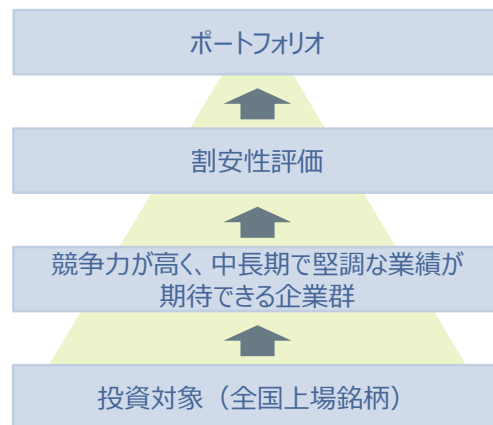 ポートフォリオ
割安性評価
競争力が高く、中長期で堅調な業績が
期待できる企業群
投資対象（全国上場銘柄）